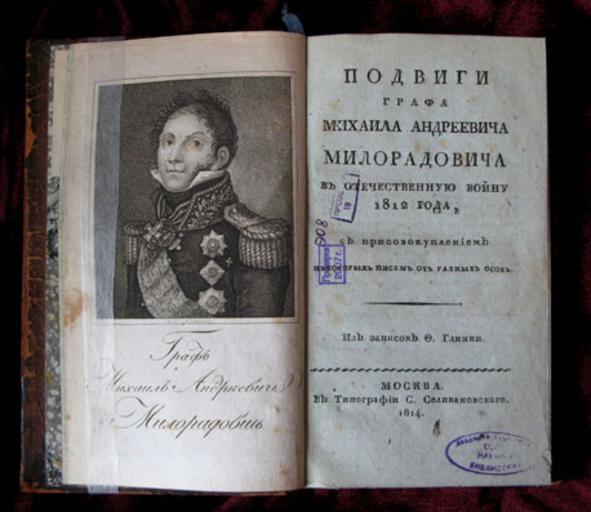 Графъ
Михаилъ Андреевичъ
Милорадовичь
ПОДВИГИ
ГРАФА
МИХАИЛА АНДРЕЕВИЧА
МИЛОРАДОВИЧА
ВЪ ОТЕЧЕСТВЕННУЮ ВОЙНУ
1812 ГОДА,
съ присовокупленіемъ
НѢКОТОРЫХЪ ПИСЕМЪ ОТЪ РАЗНЫХЪ ОСОБЪ.
Изъ записокъ Ѳ. Глинки.
МОСКВА.
Въ Типографіи С. Селивановскаго.
1814.